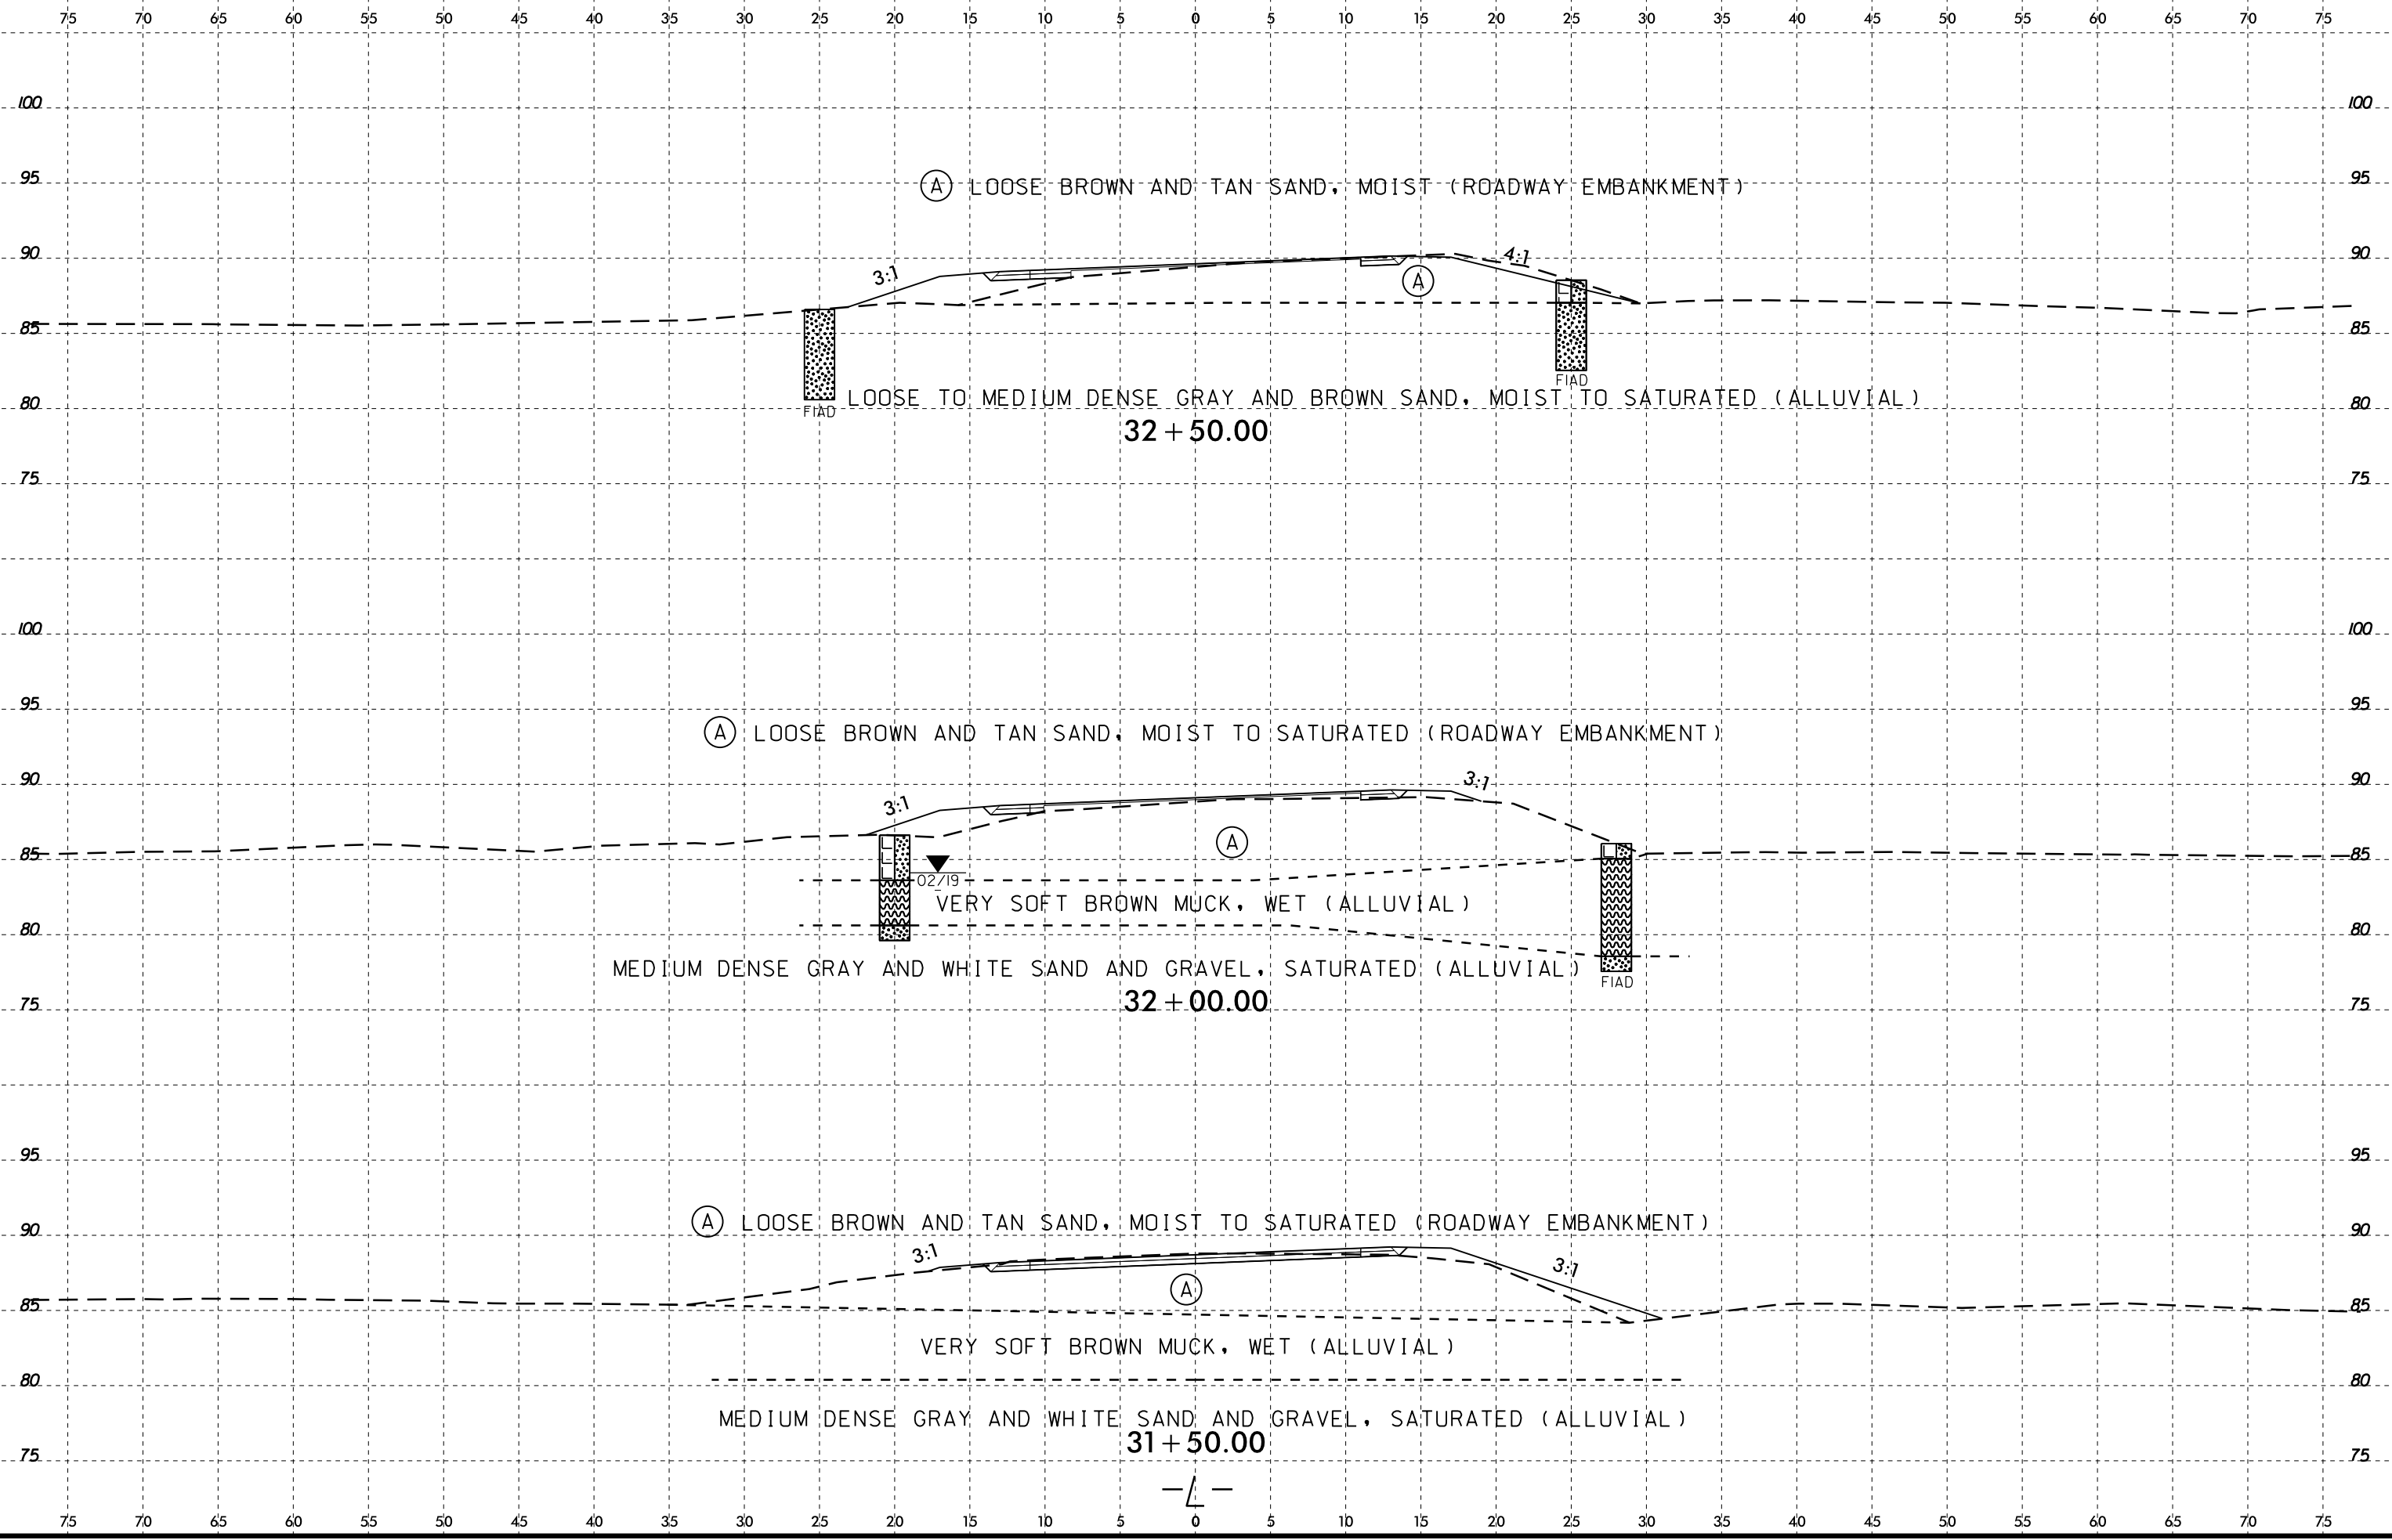 75 70 65 60 55 50 45 40 35 30 25 20 15 10 5 0 5 10 15 20 25 30 35 40 45 50 55 60 65 70 75
100 100
95 95
Ⓐ LOOSE BROWN AND TAN SAND, MOIST (ROADWAY EMBANKMENT)
90 90
3:1 4:1
Ⓐ
85 85
FIAD
80 80
LOOSE TO MEDIUM DENSE GRAY AND BROWN SAND, MOIST TO SATURATED (ALLUVIAL)
FIAD
32+50.00
75 75
100 100
95 95
Ⓐ LOOSE BROWN AND TAN SAND, MOIST TO SATURATED (ROADWAY EMBANKMENT)
90 90
3:1 3:1
Ⓐ
85 85
02/19
VERY SOFT BROWN MUCK, WET (ALLUVIAL)
80 80
MEDIUM DENSE GRAY AND WHITE SAND AND GRAVEL, SATURATED (ALLUVIAL)
FIAD
32+00.00
75 75
95 95
Ⓐ LOOSE BROWN AND TAN SAND, MOIST TO SATURATED (ROADWAY EMBANKMENT)
90 90
3:1 3:1
Ⓐ
85 85
VERY SOFT BROWN MUCK, WET (ALLUVIAL)
80 80
MEDIUM DENSE GRAY AND WHITE SAND AND GRAVEL, SATURATED (ALLUVIAL)
31+50.00
75 75
-L-
75 70 65 60 55 50 45 40 35 30 25 20 15 10 5 0 5 10 15 20 25 30 35 40 45 50 55 60 65 70 75